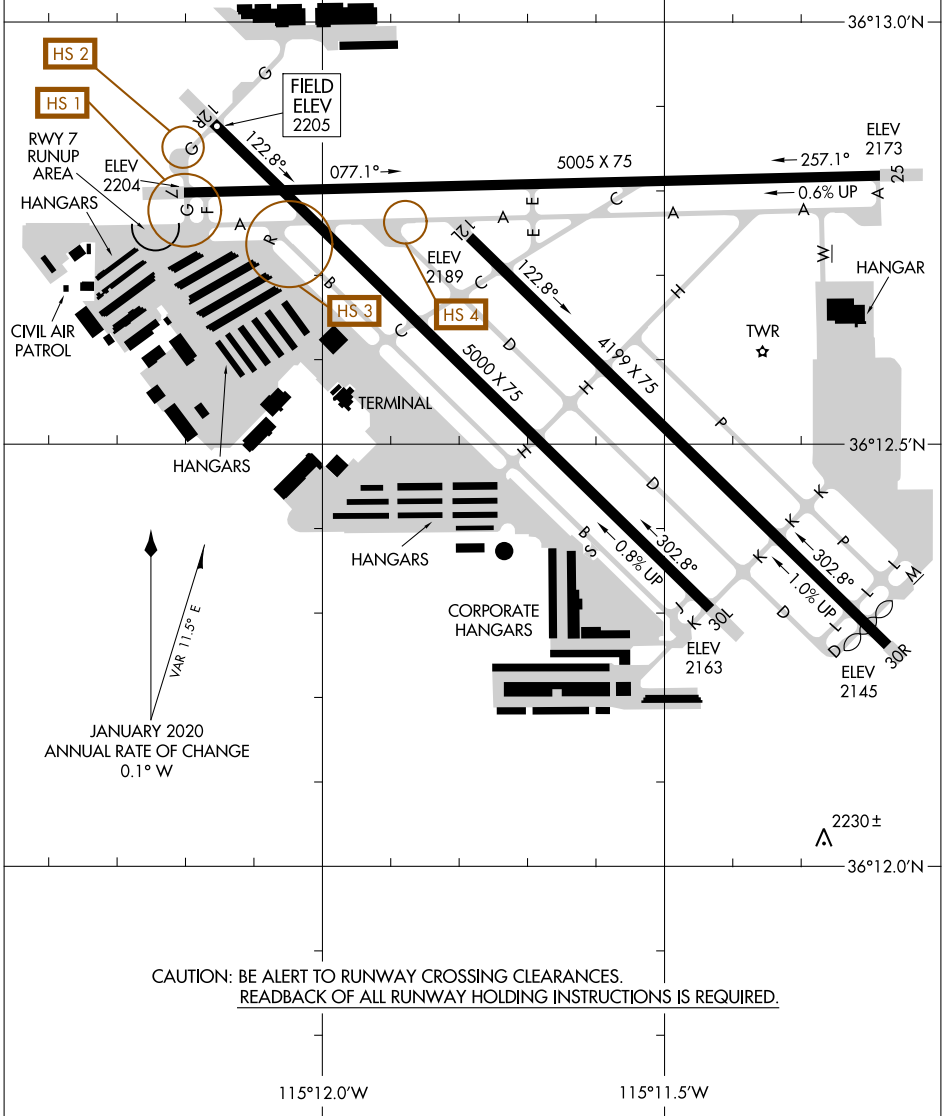 36°13.0'N
HS 2
G
HS 1
FIELD
ELEV
2205
12R
RWY 7
RUNUP
AREA
G
122.8°
ELEV
2173
ELEV
2204
077.1°
5005 X 75
257.1°
25
HANGARS
7
0.6% UP
G
F
A
R
A
E
E
C
A
A
A
12L
ELEV
2189
W
B
HS 3
HS 4
C
122.8°
H
HANGAR
CIVIL AIR
PATROL
C
D
5000 X 75
4199 X 75
TWR
H
TERMINAL
P
HANGARS
H
36°12.5'N
D
K
K
P
HANGARS
B
S
302.8°
0.8% UP
K
302.8°
1.0% UP
L
M
L
CORPORATE
HANGARS
J
K
30L
D
L
D
30R
ELEV
2163
ELEV
2145
VAR 11.5° E
JANUARY 2020
ANNUAL RATE OF CHANGE
0.1° W
2230 ±
36°12.0'N
CAUTION: BE ALERT TO RUNWAY CROSSING CLEARANCES.
READBACK OF ALL RUNWAY HOLDING INSTRUCTIONS IS REQUIRED.
115°12.0'W
115°11.5'W